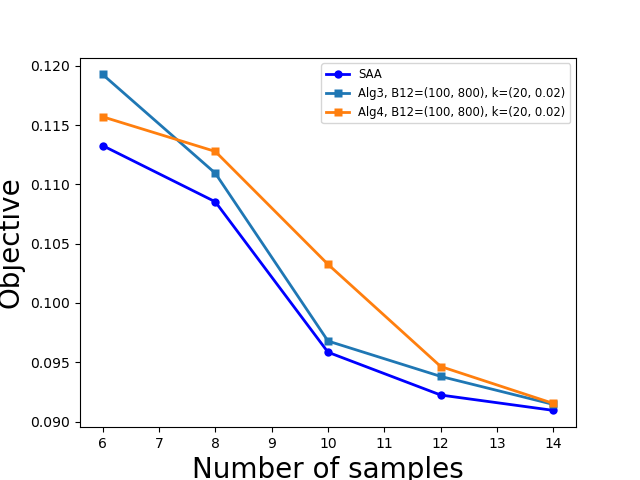 0.120
0.115
0.110
0.105
0.100
0.095
0.090
Objective
SAA
Alg3, B12=(100, 800), k=(20, 0.02)
Alg4, B12=(100, 800), k=(20, 0.02)
6 7 8 9 10 11 12 13 14
Number of samples